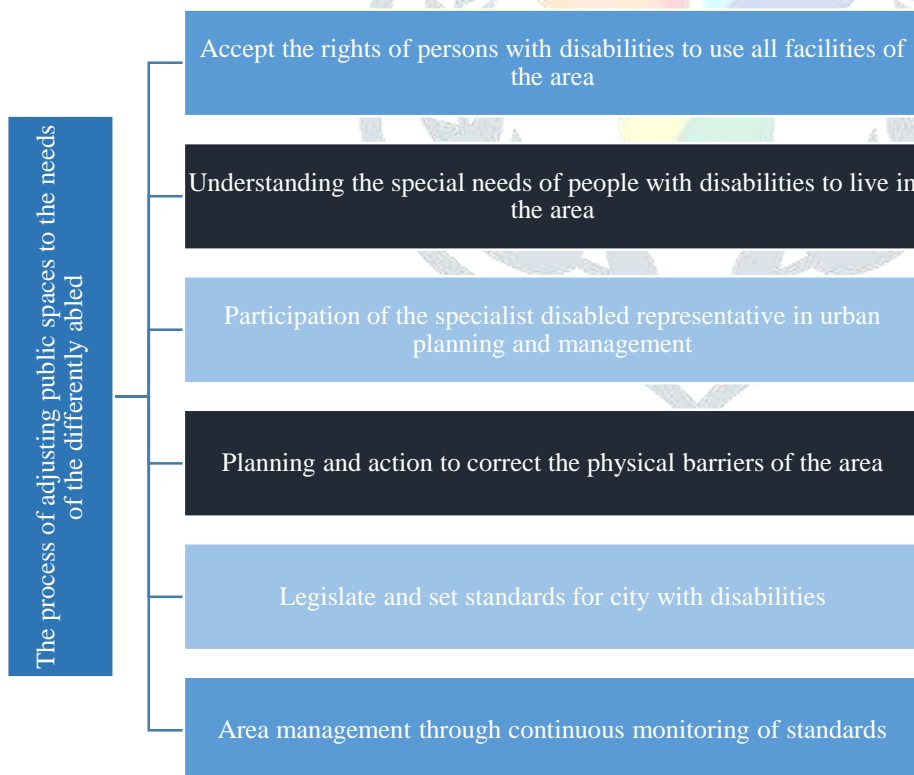 The process of adjusting public spaces to the needs
of the differently abled
Accept the rights of persons with disabilities to use all facilities of
the area
Understanding the special needs of people with disabilities to live in
the area
Participation of the specialist disabled representative in urban
planning and management
Planning and action to correct the physical barriers of the area
Legislate and set standards for city with disabilities
Area management through continuous monitoring of standards